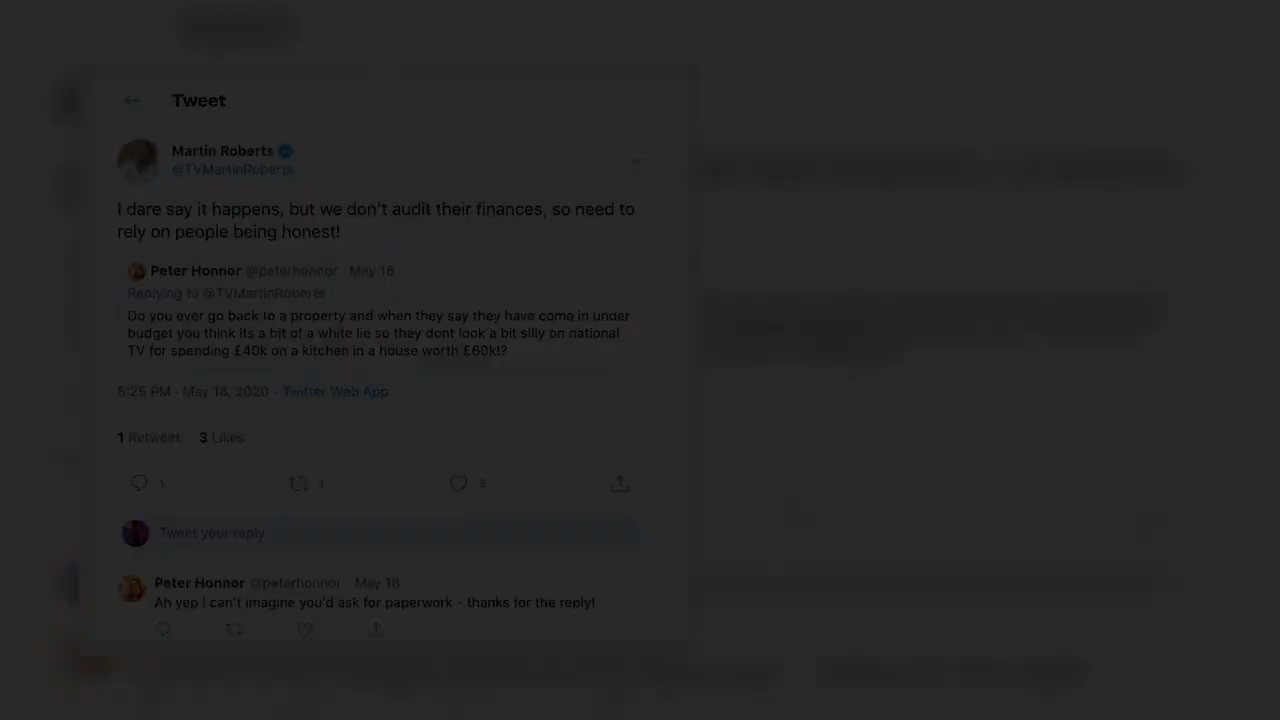 Tweet
Martin Roberts
@TVMartinRoberts
I dare say it happens, but we don't audit their finances, so need to
rely on people being honest!
Peter Honnor @peterhonnor · May 18
Replying to @TVMartinRoberts
Do you ever go back to a property and when they say they have come in under
budget you think its a bit of a white lie so they dont look a bit silly on national
TV for spending £40k on a kitchen in a house worth £60k!?
5:25 PM · May 18, 2020 · Twitter Web App
1 Retweet 3 Likes
1 1 3
Tweet your reply
Peter Honnor @peterhonnor · May 18
Ah yep I can't imagine you'd ask for paperwork - thanks for the reply!